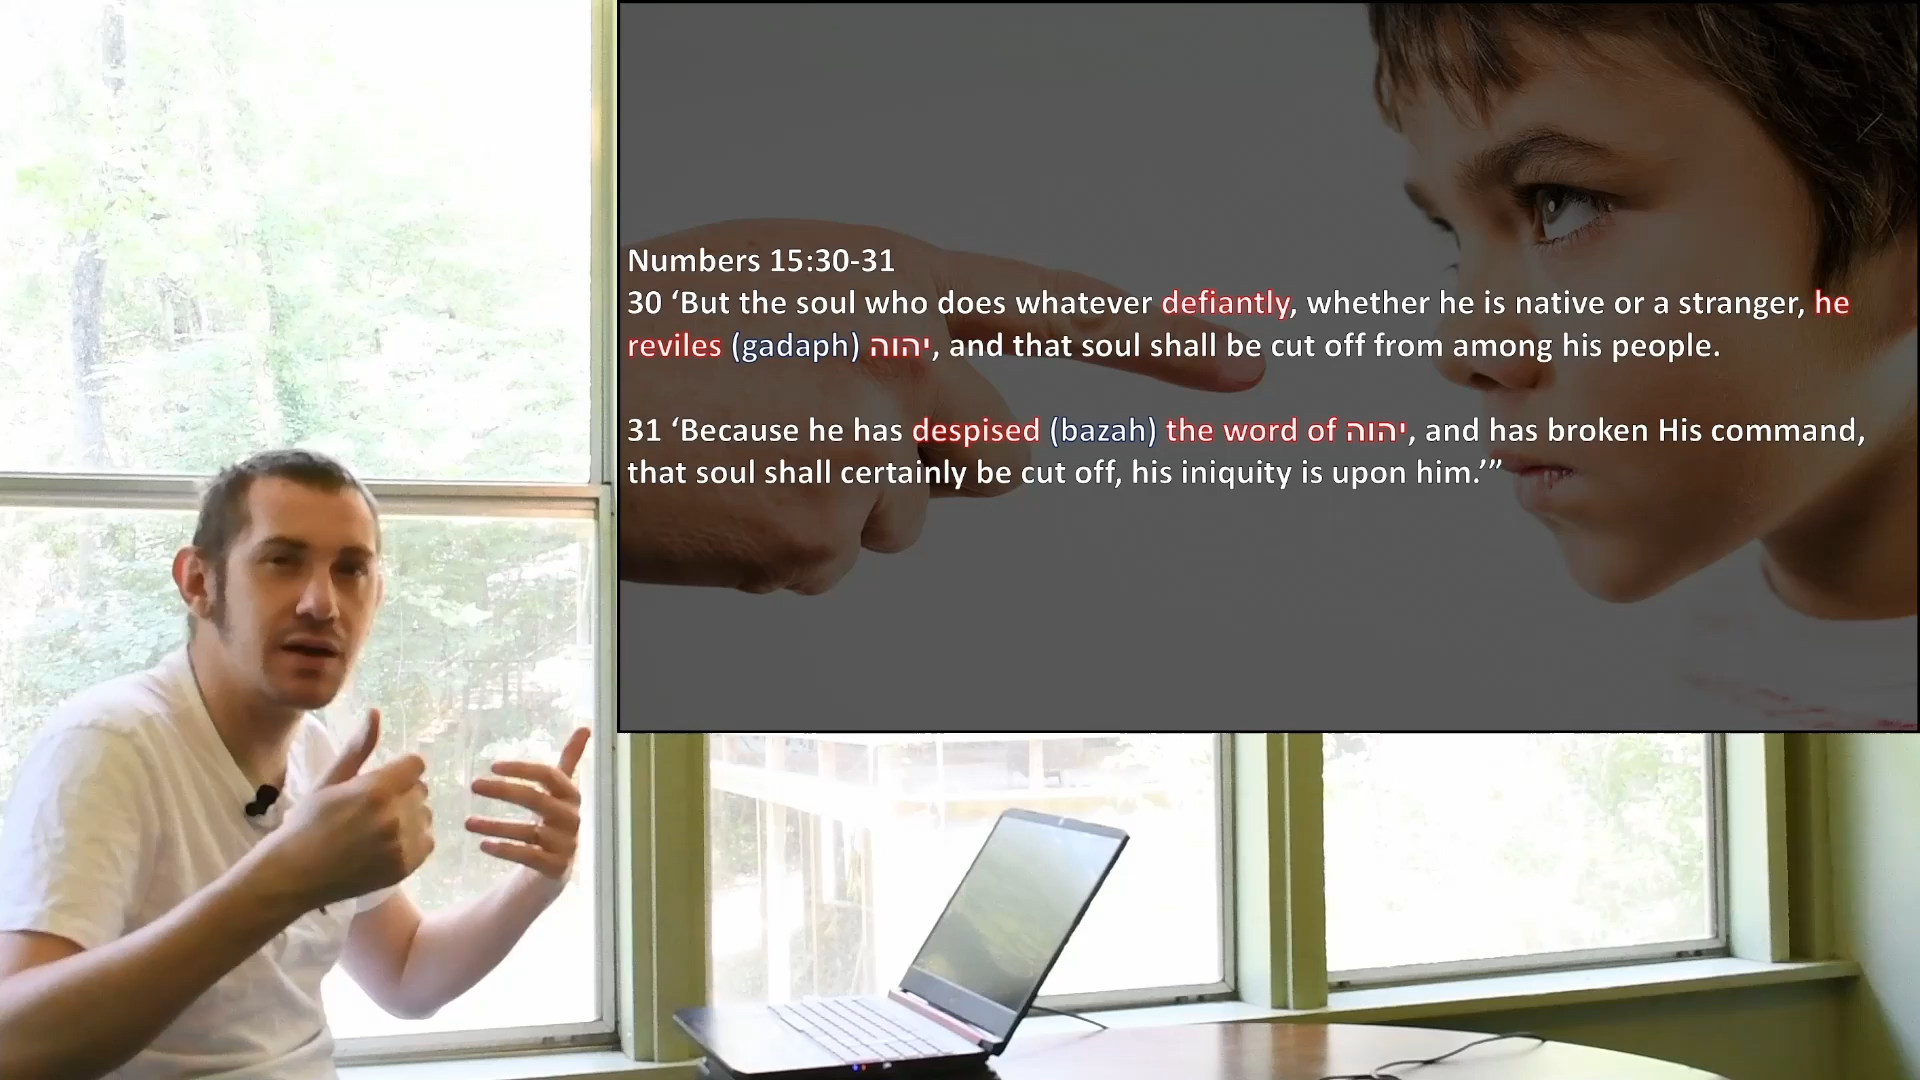 Numbers 15:30-31
30 ‘But the soul who does whatever defiantly, whether he is native or a stranger, he
reviles (gadaph) יהוה, and that soul shall be cut off from among his people.
31 ‘Because he has despised (bazah) the word of יהוה, and has broken His command,
that soul shall certainly be cut off, his iniquity is upon him.’”